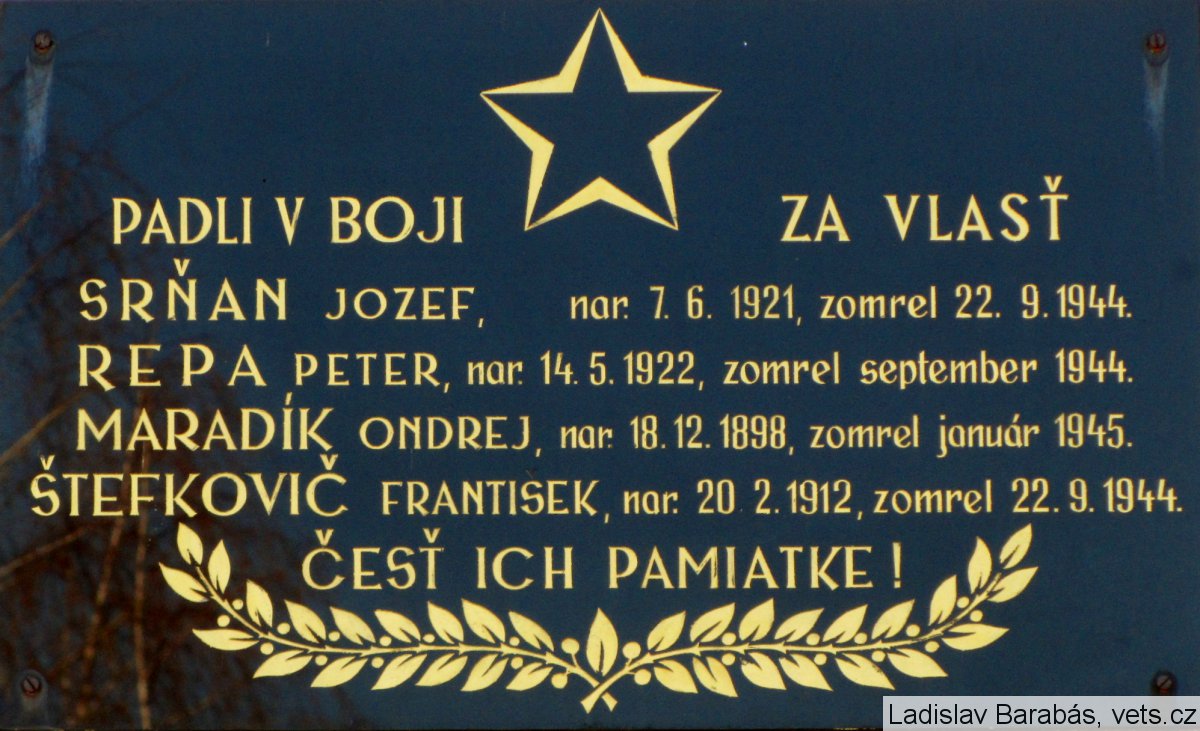 PADLI V BOJI ZA VLASŤ
SRŇAN JOZEF, nar. 7. 6. 1921, zomrel 22. 9. 1944.
REPA PETER, nar. 14. 5. 1922, zomrel september 1944.
MARADÍK ONDREJ, nar. 18. 12. 1898, zomrel január 1945.
ŠTEFKOVIČ FRANTIŠEK, nar. 20 2. 1912, zomrel 22. 9. 1944.
ČESŤ ICH PAMIATKE !
Ladislav Barabás, vets.cz